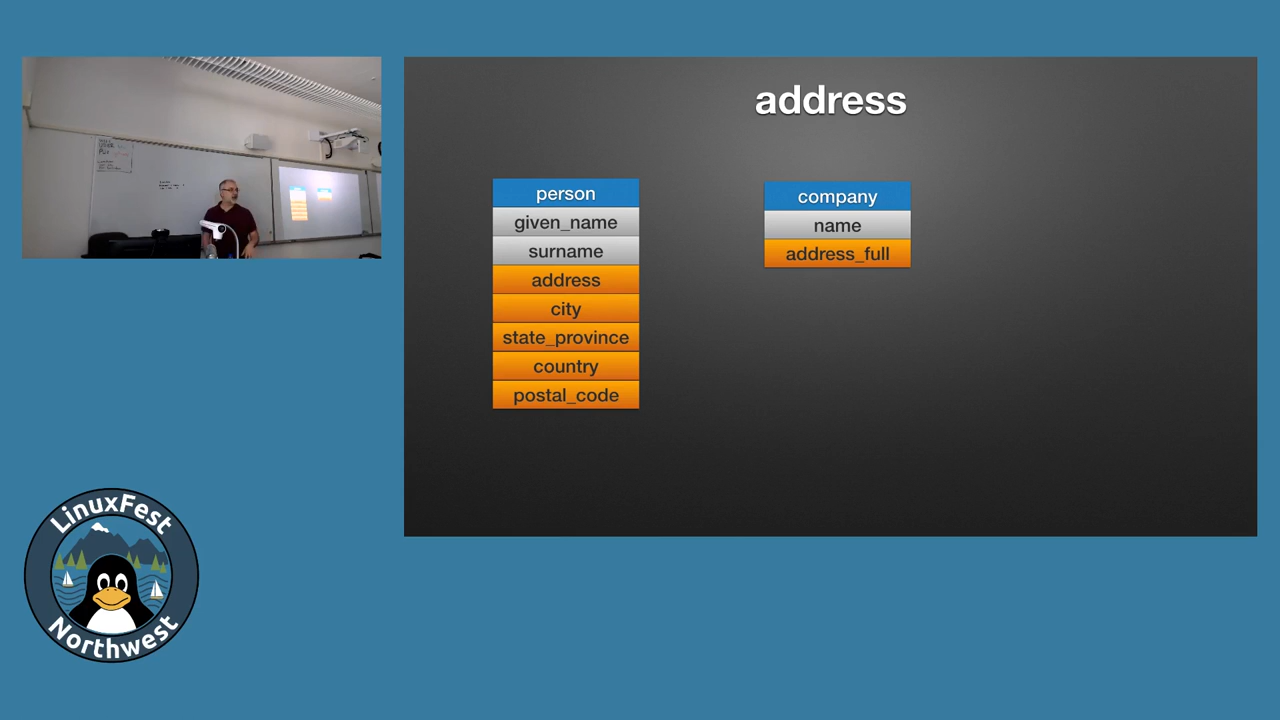 address
person
given_name
surname
address
city
state_province
country
postal_code
company
name
address_full
LinuxFest
Northwest